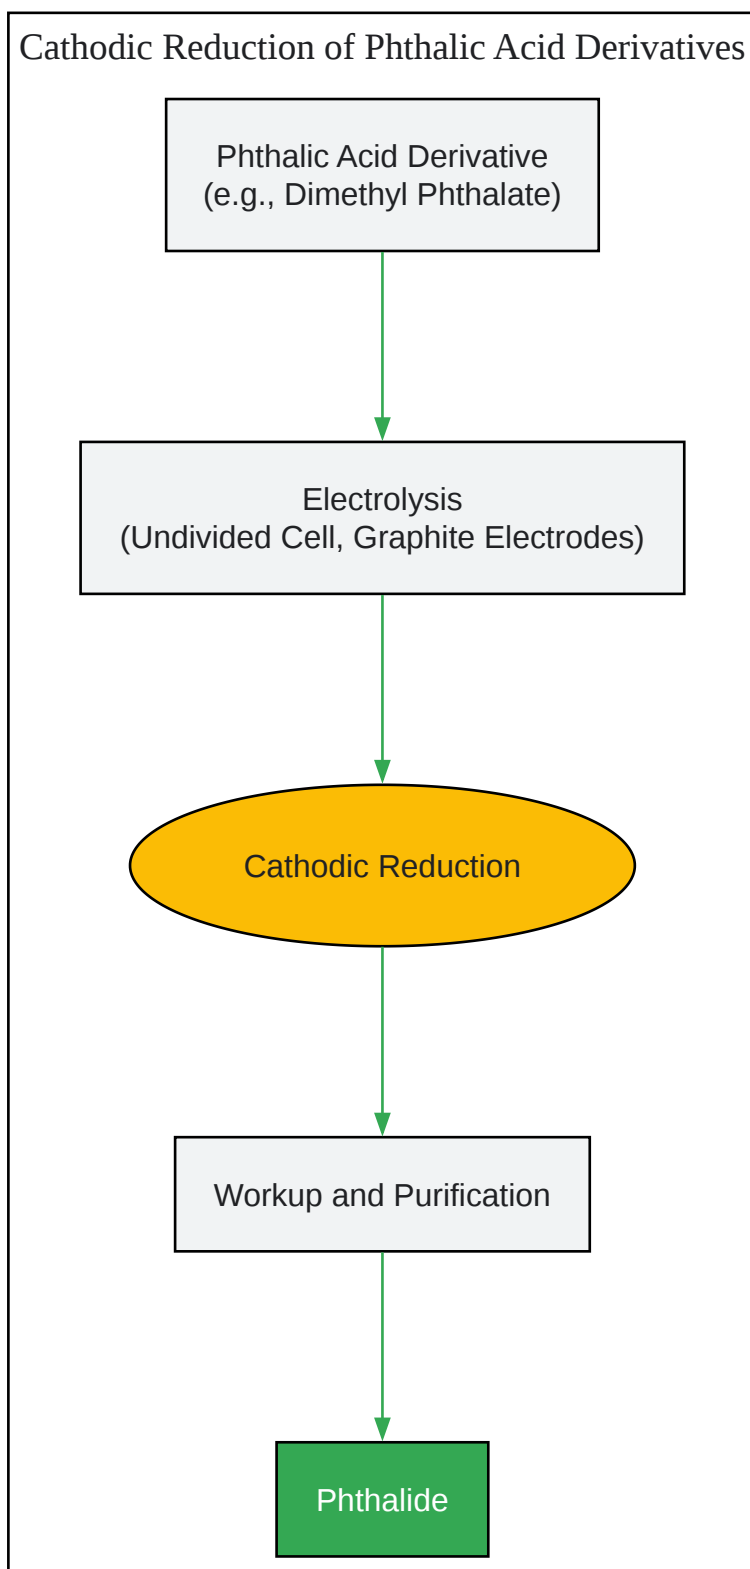 Cathodic Reduction of Phthalic Acid Derivatives
Phthalic Acid Derivative
(e.g., Dimethyl Phthalate)
Electrolysis
(Undivided Cell, Graphite Electrodes)
Cathodic Reduction
Workup and Purification
Phthalide